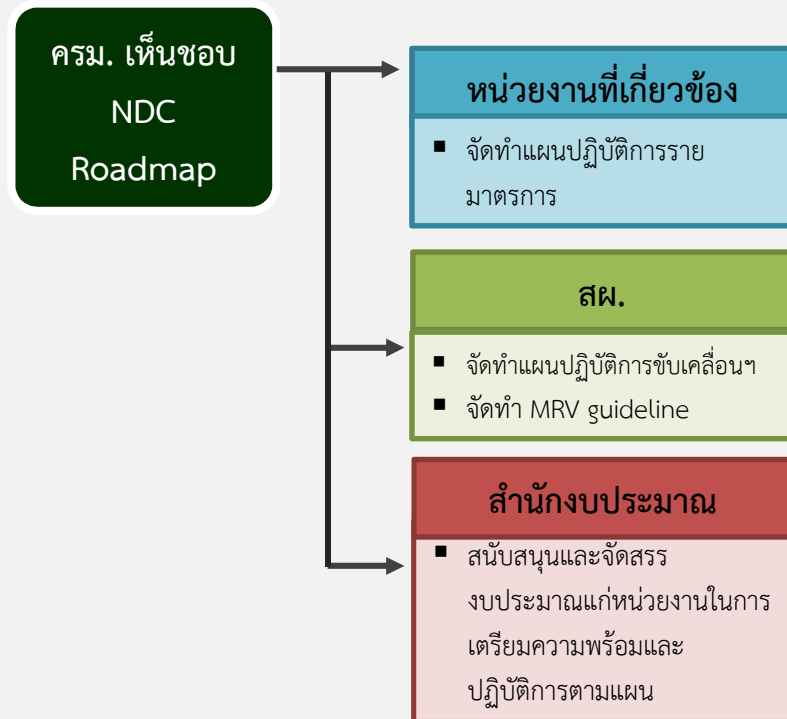 ครม. เห็นชอบ
NDC
Roadmap
หน่วยงานที่เกี่ยวข้อง
▪ จัดทำแผนปฏิบัติการราย
มาตรการ
สผ.
▪ จัดทำแผนปฏิบัติการขับเคลื่อนฯ
▪ จัดทำ MRV guideline
สำนักงบประมาณ
▪ สนับสนุนและจัดสรร
งบประมาณแก่หน่วยงานในการ
เตรียมความพร้อมและ
ปฏิบัติการตามแผน